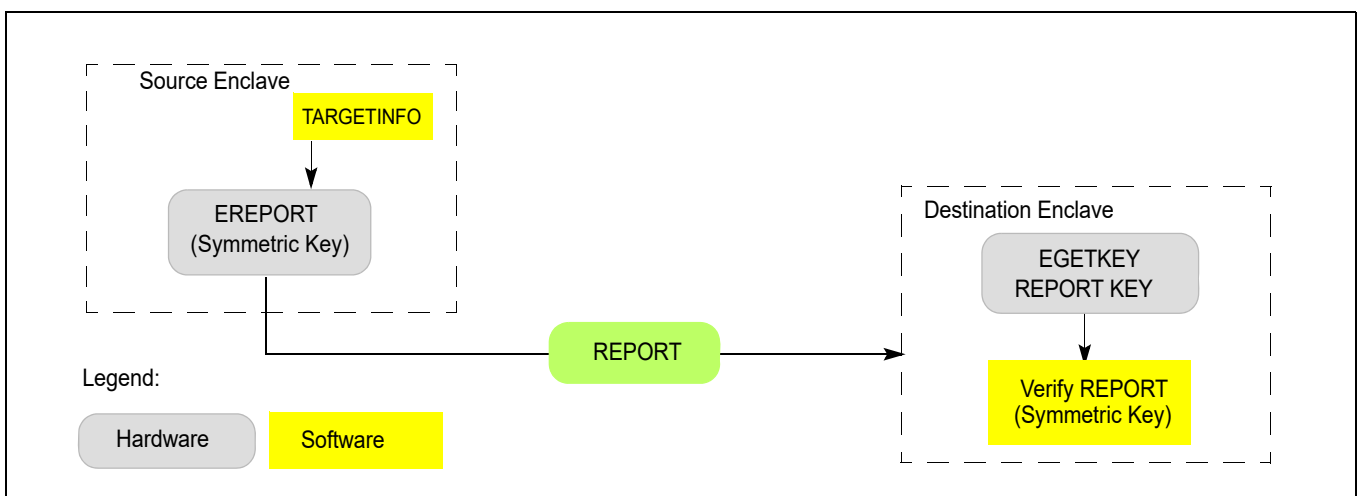 Source Enclave
TARGETINFO
EREPORT
(Symmetric Key)
Destination Enclave
EGETKEY
REPORT KEY
REPORT
Verify REPORT
(Symmetric Key)
Legend:
Hardware
Software